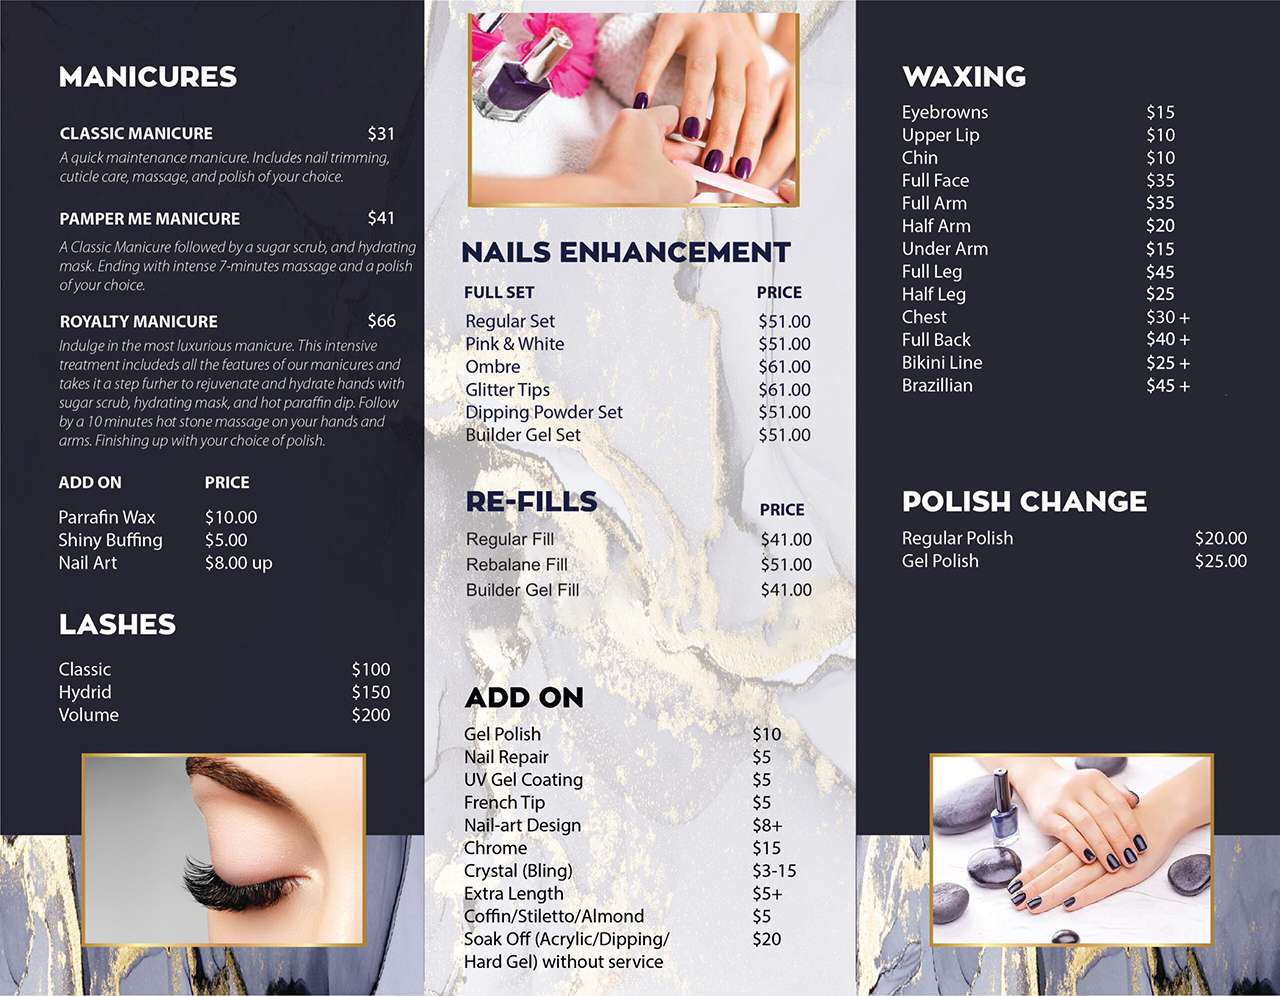 MANICURES
CLASSIC MANICURE $31
A quick maintenance manicure. Includes nail trimming,
cuticle care, massage, and polish of your choice.
PAMPER ME MANICURE $41
A Classic Manicure followed by a sugar scrub, and hydrating
mask. Ending with intense 7-minutes massage and a polish
of your choice.
ROYALTY MANICURE $66
Indulge in the most luxurious manicure. This intensive
treatment includeds all the features of our manicures and
takes it a step furher to rejuvenate and hydrate hands with
sugar scrub, hydrating mask, and hot paraffin dip. Follow
by a 10 minutes hot stone massage on your hands and
arms. Finishing up with your choice of polish.
ADD ON PRICE
Parrafin Wax $10.00
Shiny Buffing $5.00
Nail Art $8.00 up
LASHES
Classic $100
Hydrid $150
Volume $200
NAILS ENHANCEMENT
FULL SET PRICE
Regular Set $51.00
Pink & White $51.00
Ombre $61.00
Glitter Tips $61.00
Dipping Powder Set $51.00
Builder Gel Set $51.00
RE-FILLS PRICE
Regular Fill $41.00
Rebalane Fill $51.00
Builder Gel Fill $41.00
ADD ON
Gel Polish $10
Nail Repair $5
UV Gel Coating $5
French Tip $5
Nail-art Design $8+
Chrome $15
Crystal (Bling) $3-15
Extra Length $5+
Coffin/Stiletto/Almond $5
Soak Off (Acrylic/Dipping/ $20
Hard Gel) without service
WAXING
Eyebrowns $15
Upper Lip $10
Chin $10
Full Face $35
Full Arm $35
Half Arm $20
Under Arm $15
Full Leg $45
Half Leg $25
Chest $30 +
Full Back $40 +
Bikini Line $25 +
Brazillian $45 +
POLISH CHANGE
Regular Polish $20.00
Gel Polish $25.00